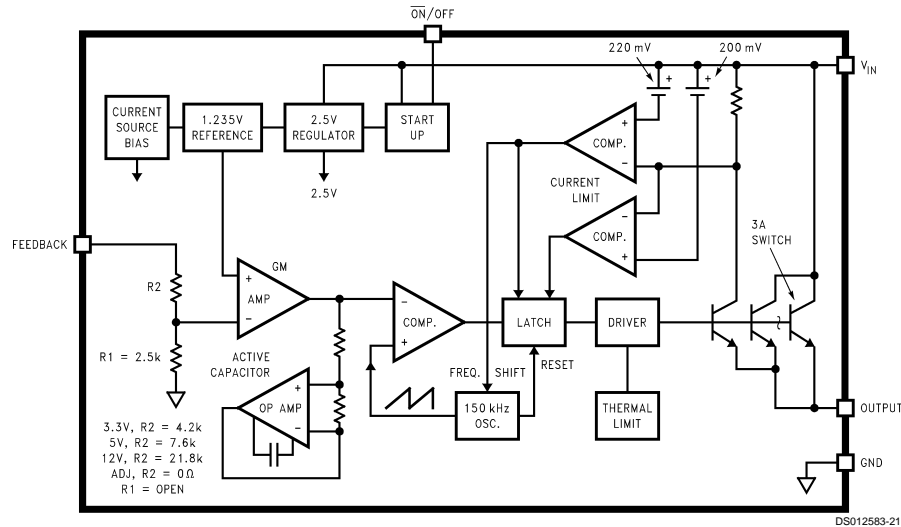 ON/OFF
220 mV
200 mV
VIN
CURRENT
SOURCE
BIAS
1.235V
REFERENCE
2.5V
REGULATOR
START
UP
2.5V
+
+
+
COMP.
−
CURRENT
LIMIT
−
COMP.
+
3A
SWITCH
FEEDBACK
R2
R1 = 2.5k
GM
+
AMP
−
ACTIVE
CAPACITOR
+
OP AMP
−
−
COMP.
+
LATCH
DRIVER
FREQ. SHIFT
RESET
150 kHz
OSC.
THERMAL
LIMIT
OUTPUT
GND
3.3V, R2 = 4.2k
5V, R2 = 7.6k
12V, R2 = 21.8k
ADJ, R2 = 0Ω
R1 = OPEN
DS012583-21